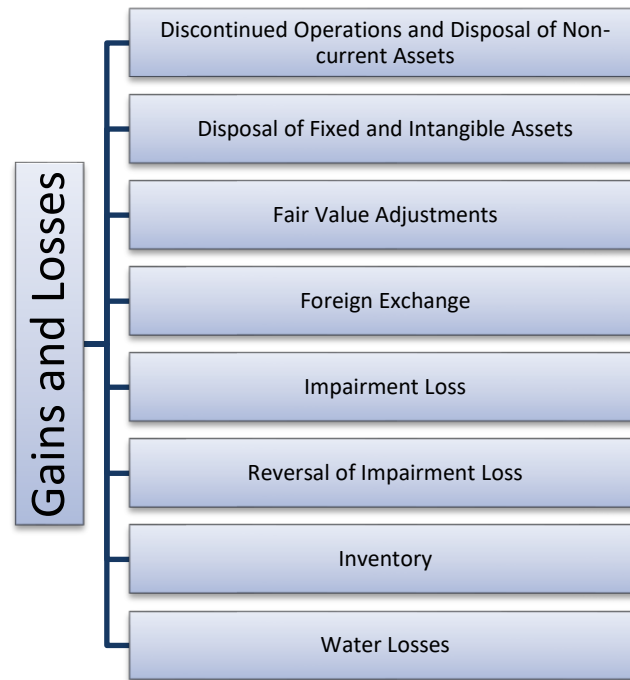 Gains and Losses
Discontinued Operations and Disposal of Non-
current Assets
Disposal of Fixed and Intangible Assets
Fair Value Adjustments
Foreign Exchange
Impairment Loss
Reversal of Impairment Loss
Inventory
Water Losses